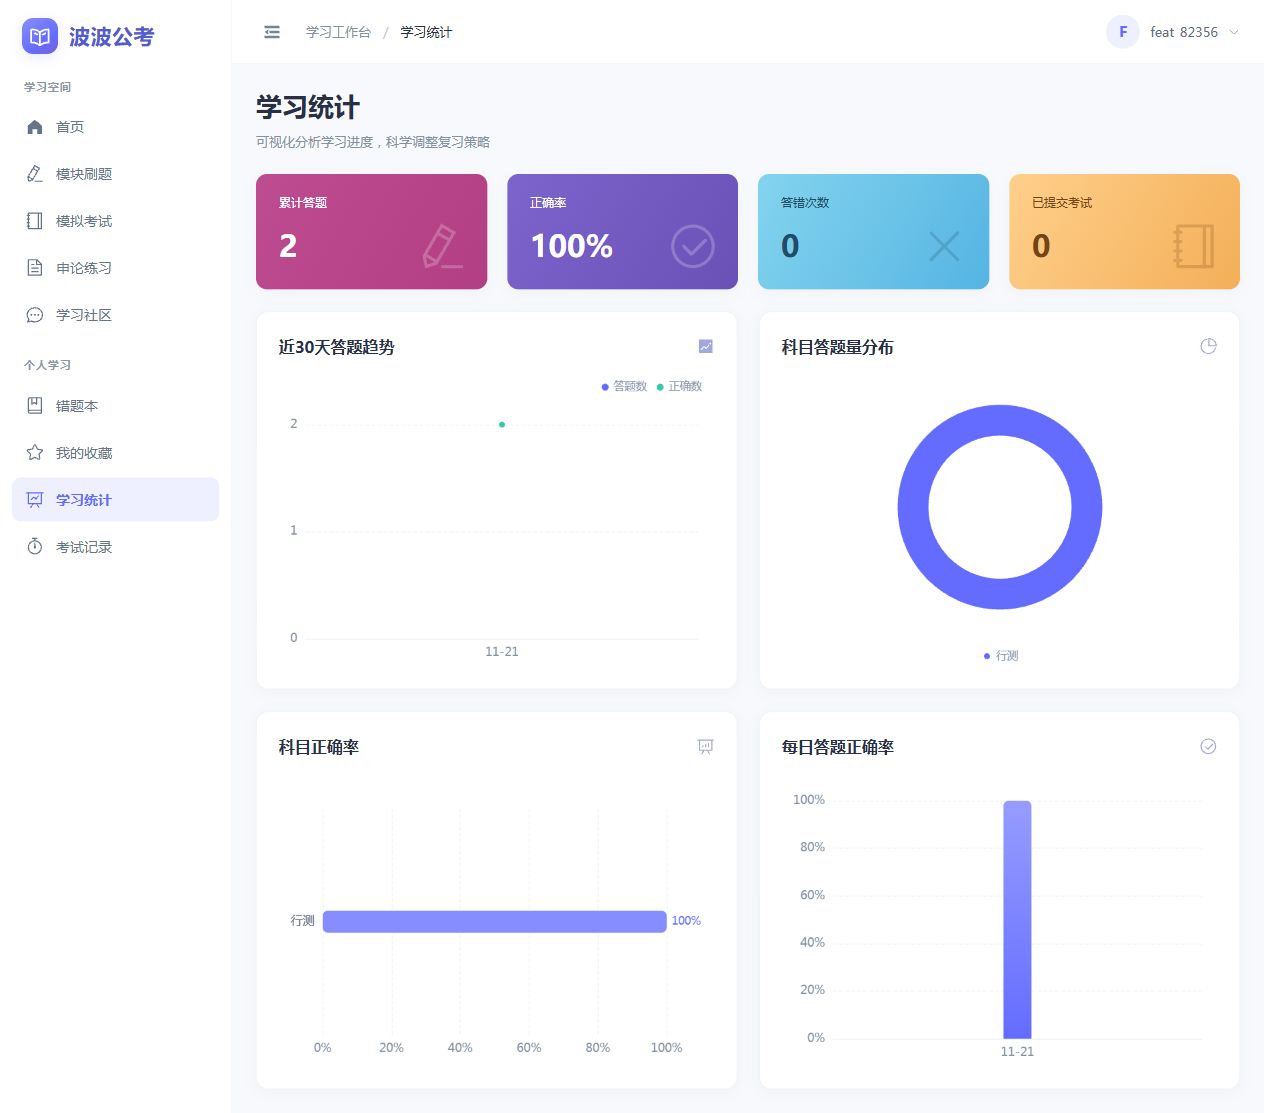 波波公考
学习空间
首页
模块刷题
模拟考试
申论练习
学习社区
个人学习
错题本
我的收藏
学习统计
考试记录
学习工作台 / 学习统计
F feat 82356
学习统计
可视化分析学习进度，科学调整复习策略
累计答题
2
正确率
100%
答错次数
0
已提交考试
0
近30天答题趋势
答题数 正确数
2
1
0
11-21
科目答题量分布
行测
科目正确率
行测 100%
0% 20% 40% 60% 80% 100%
每日答题正确率
100%
80%
60%
40%
20%
0%
11-21